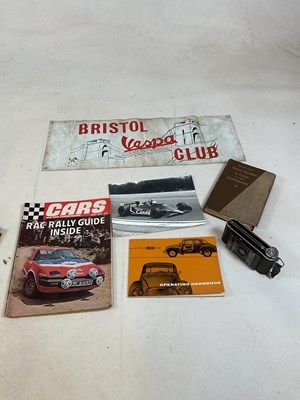 BRISTOL
Vespa
CLUB
CARS
RAC RALLY GUIDE
INSIDE
OPERATING HANDBOOK